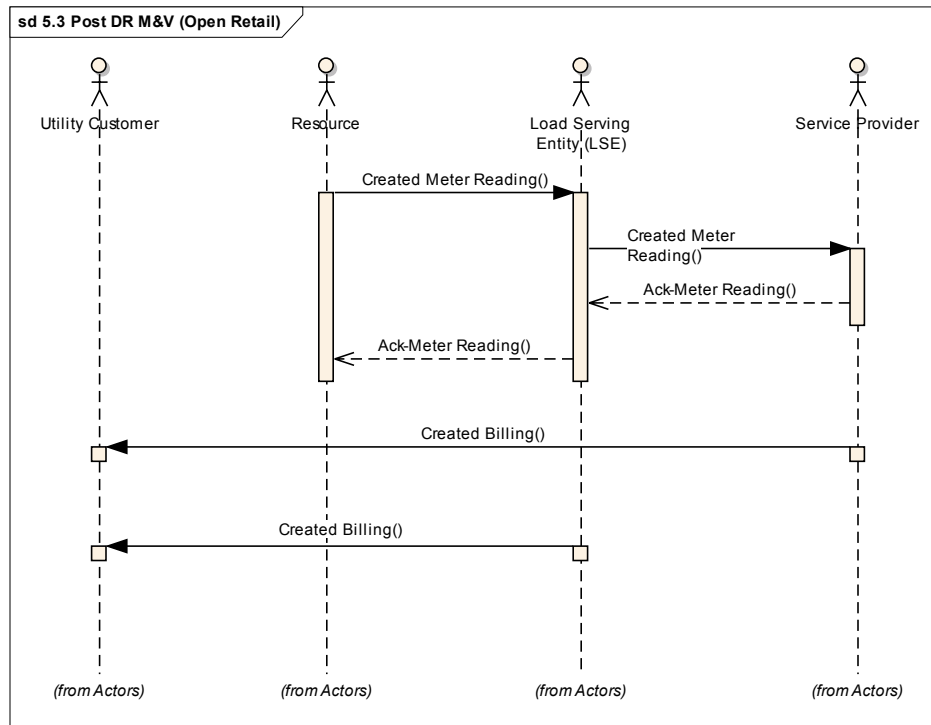 sd 5.3 Post DR M&V (Open Retail)
Utility Customer
Resource
Load Serving
Entity (LSE)
Service Provider
Created Meter Reading()
Created Meter
Reading()
Ack-Meter Reading()
Ack-Meter Reading()
Created Billing()
Created Billing()
(from Actors)
(from Actors)
(from Actors)
(from Actors)